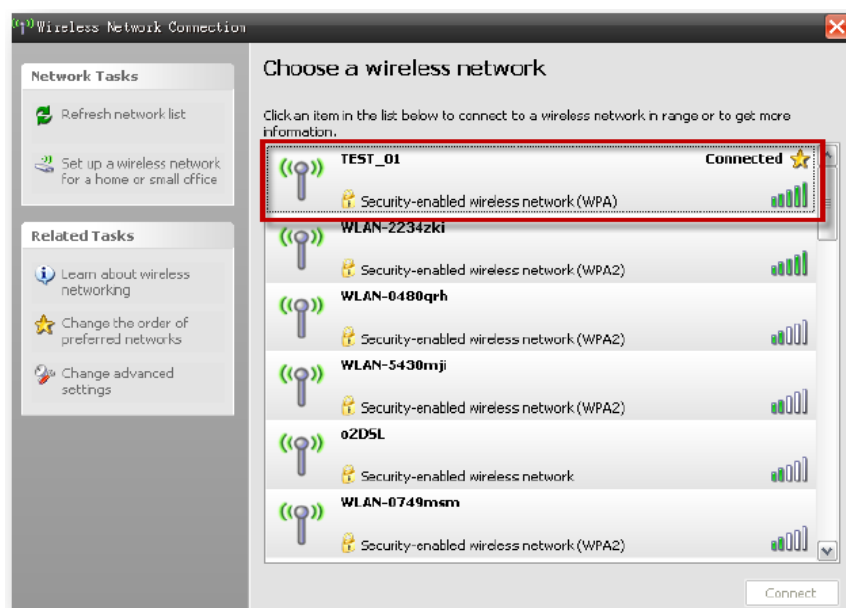 Wireless Network Connection
Network Tasks
Refresh network list
Set up a wireless network
for a home or small office
Related Tasks
Learn about wireless
networking
Change the order of
preferred networks
Change advanced
settings
Choose a wireless network
Click an item in the list below to connect to a wireless network in range or to get more
information.
TEST_01 Connected
Security-enabled wireless network (WPA)
WLAN-2234zki
Security-enabled wireless network (WPA2)
WLAN-0480qrh
Security-enabled wireless network (WPA2)
WLAN-5430mji
Security-enabled wireless network (WPA2)
o2DSL
Security-enabled wireless network
WLAN-0749msm
Security-enabled wireless network (WPA2)
Connect